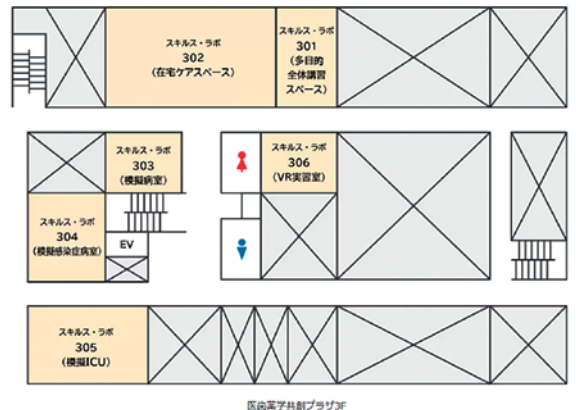 スキルス・ラボ
302
(在宅ケアスペース)
スキルス・ラボ
301
(多目的
全体講習
スペース)
スキルス・ラボ
303
(模擬病室)
スキルス・ラボ
306
(VR実習室)
スキルス・ラボ
304
(模擬感染症病室)
EV
スキルス・ラボ
305
(模擬ICU)
医歯薬学共創プラザ3F